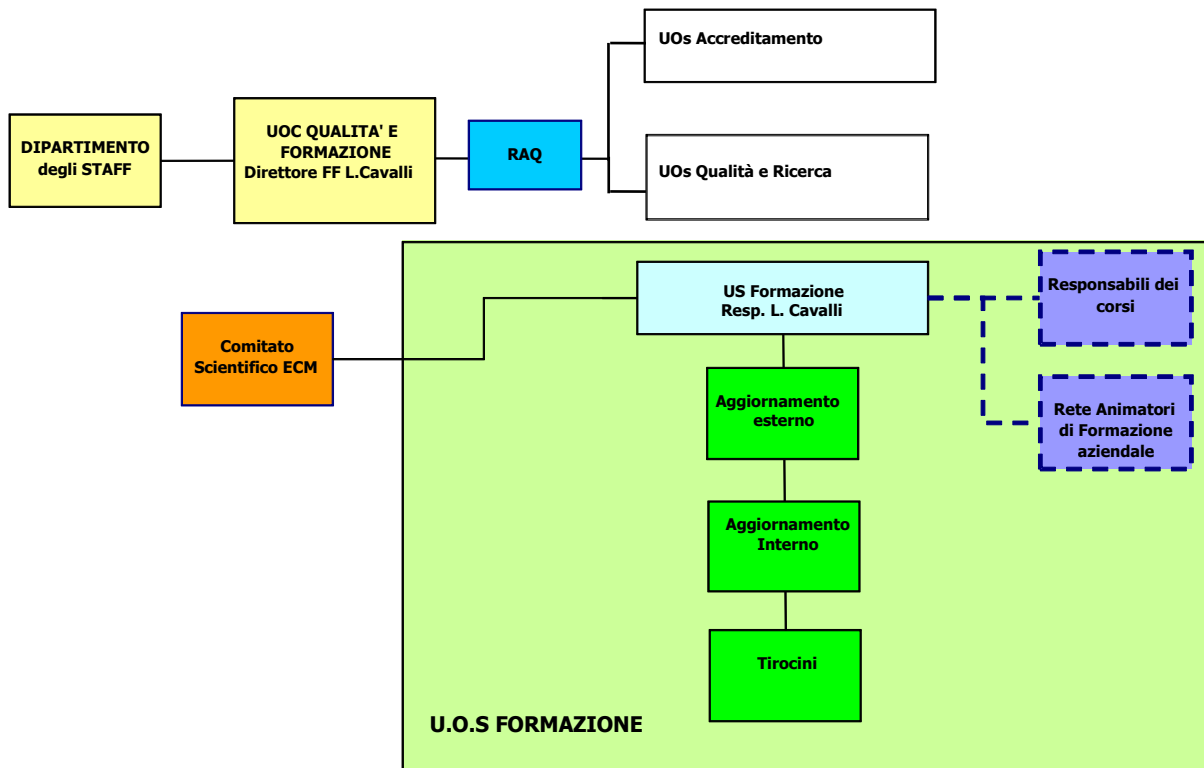 UOs Accreditamento
DIPARTIMENTO
degli STAFF
UOC QUALITA' E
FORMAZIONE
Direttore FF L.Cavalli
RAQ
UOs Qualità e Ricerca
US Formazione
Resp. L. Cavalli
Responsabili dei
corsi
Comitato
Scientifico ECM
Aggiornamento
esterno
Rete Animatori
di Formazione
aziendale
Aggiornamento
Interno
Tirocini
U.O.S FORMAZIONE